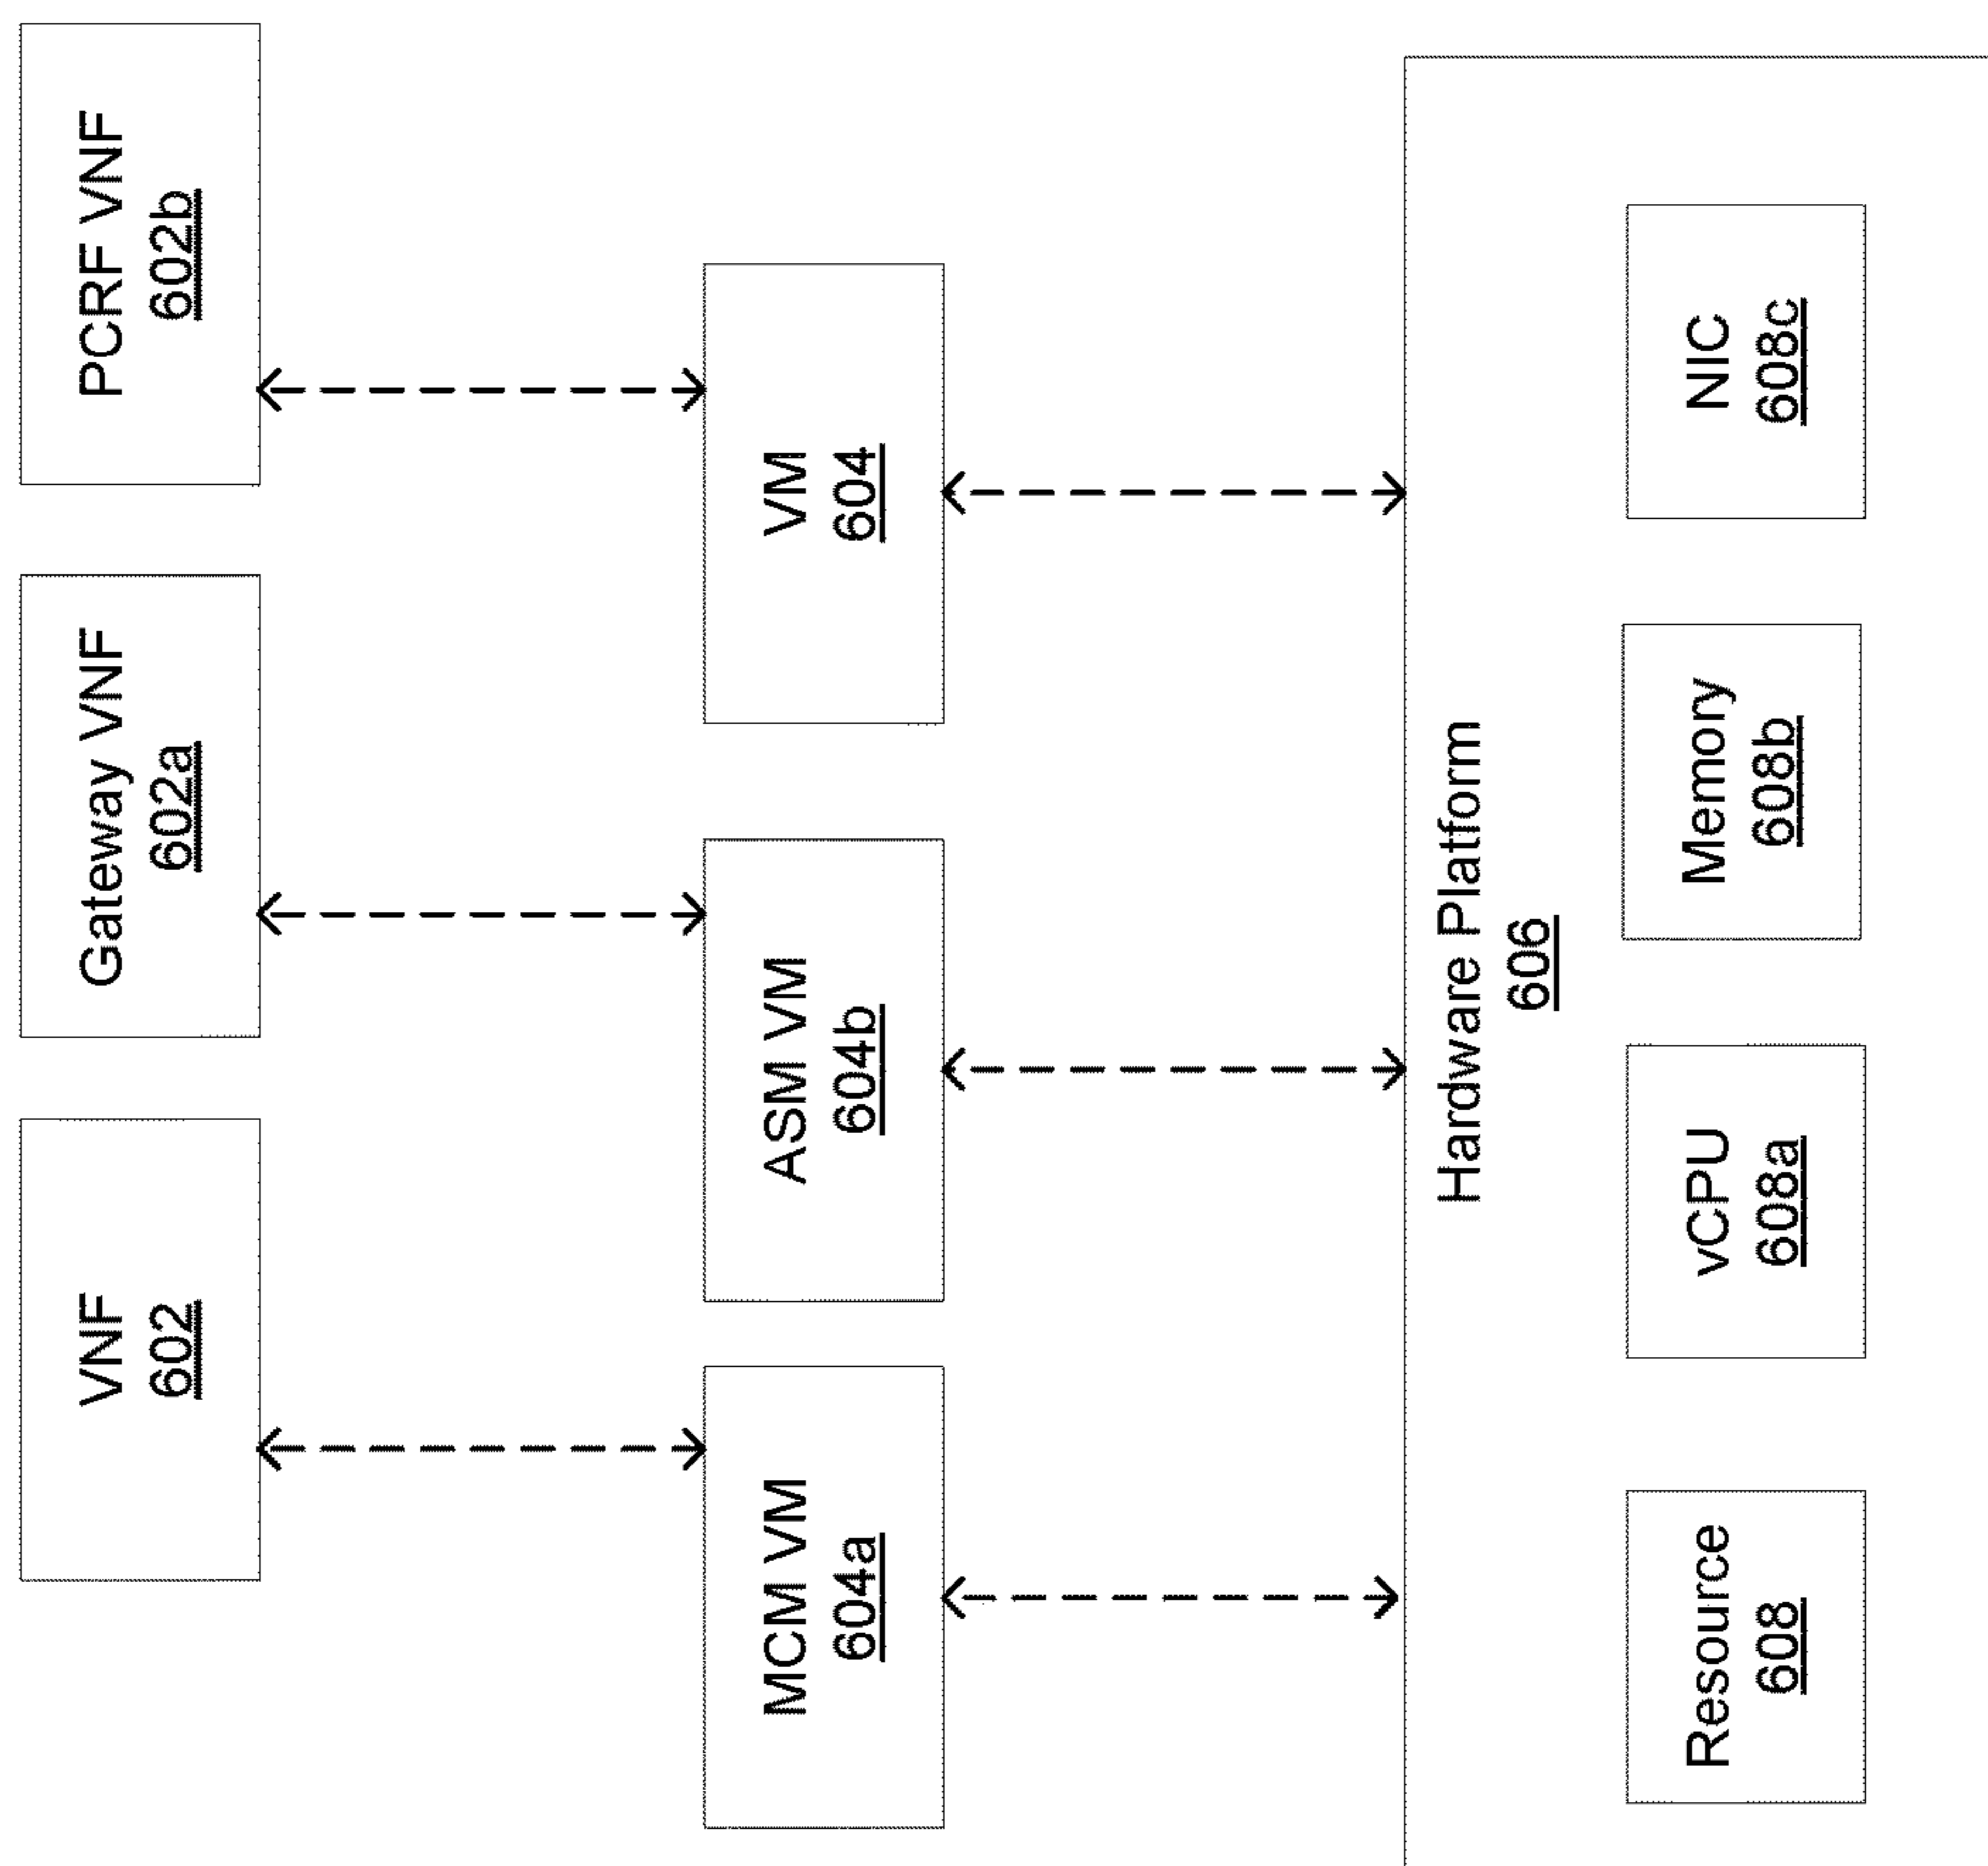 VNF
602
Gateway VNF
602a
PCRF VNF
602b
MCM VM
604a
ASM VM
604b
VM
604
Hardware Platform
606
Resource
608
vCPU
608a
Memory
608b
NIC
608c